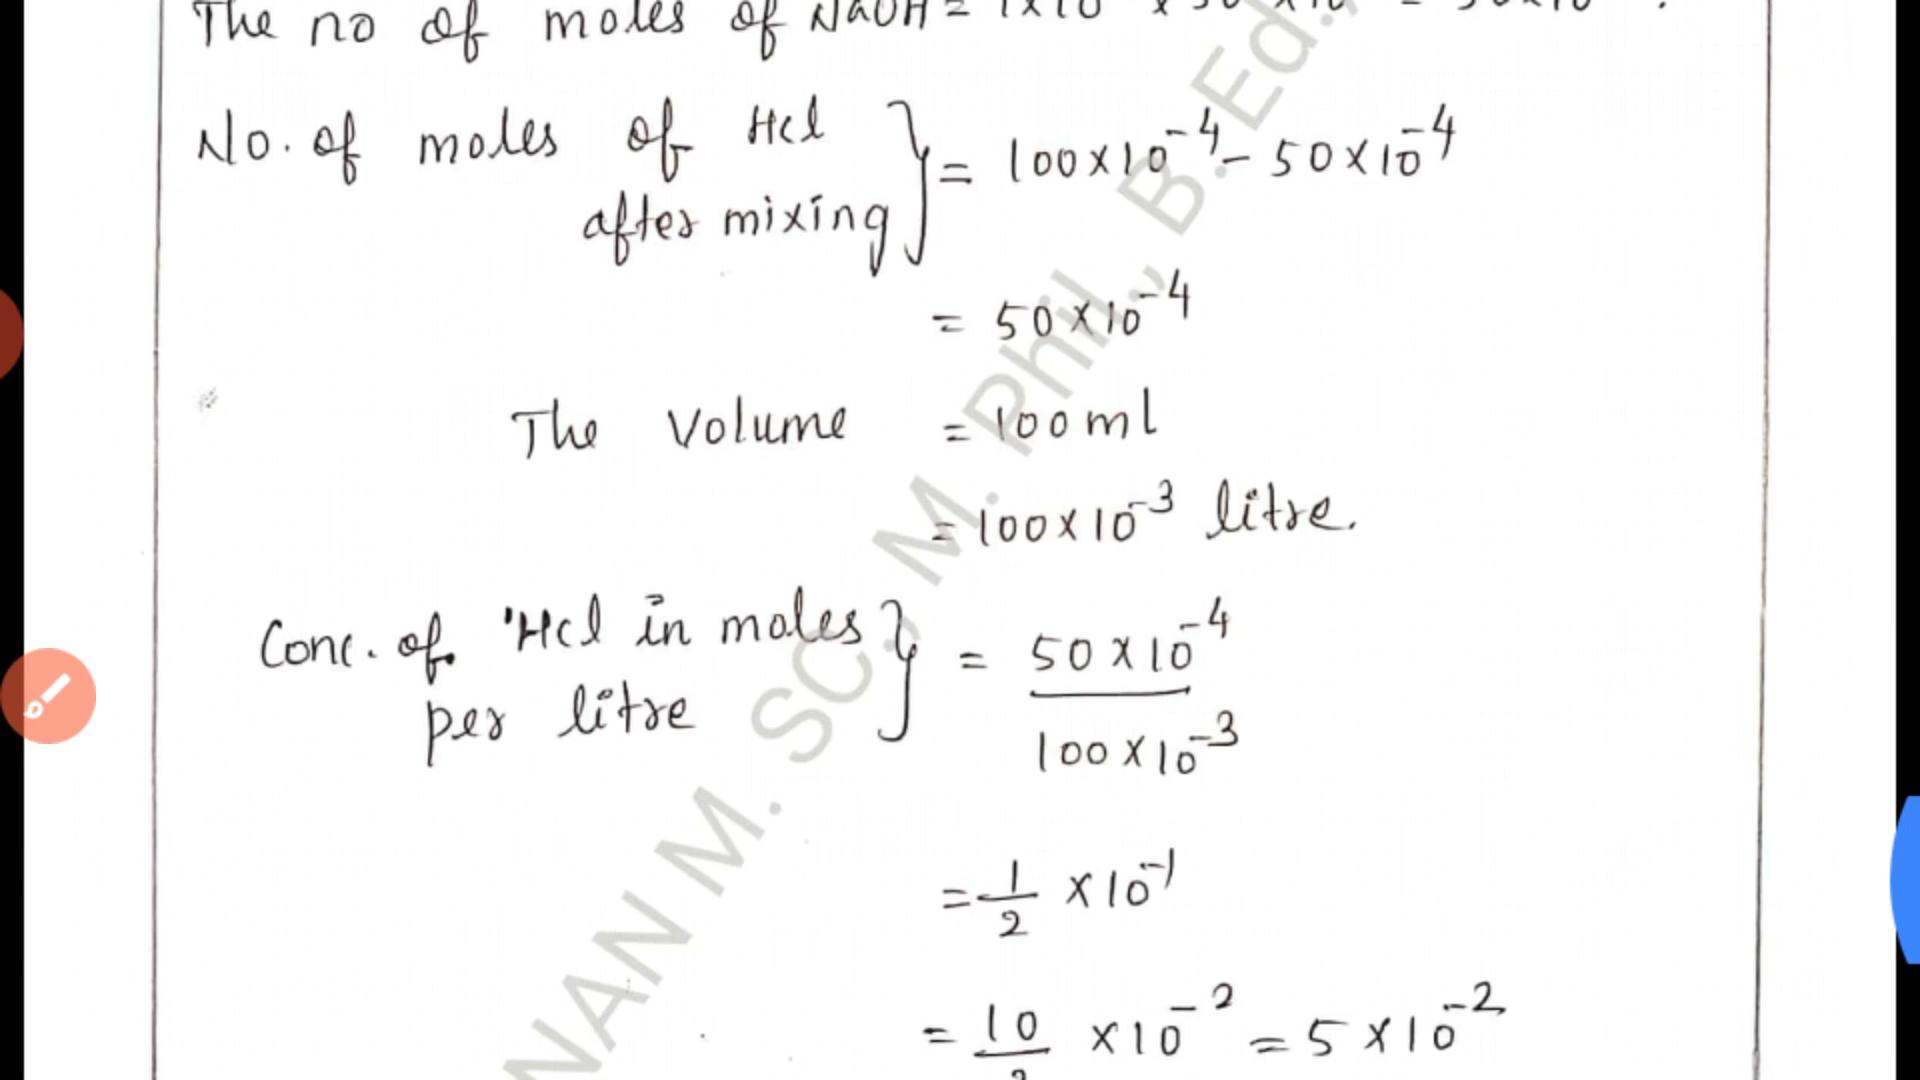 The no of moles of NaOH =
No. of moles of Hcl
after mixing } = 100 × 10⁻⁴ - 50 × 10⁻⁴
= 50 × 10⁻⁴
The Volume = 100 ml
= 100 × 10⁻³ litre.
Conc. of Hcl in moles
per litre } = 50 × 10⁻⁴
100 × 10⁻³
= 1/2 × 10⁻¹
= 10/2 × 10⁻² = 5 × 10⁻²
NAN M. SC., M. Phil., B. Ed.,